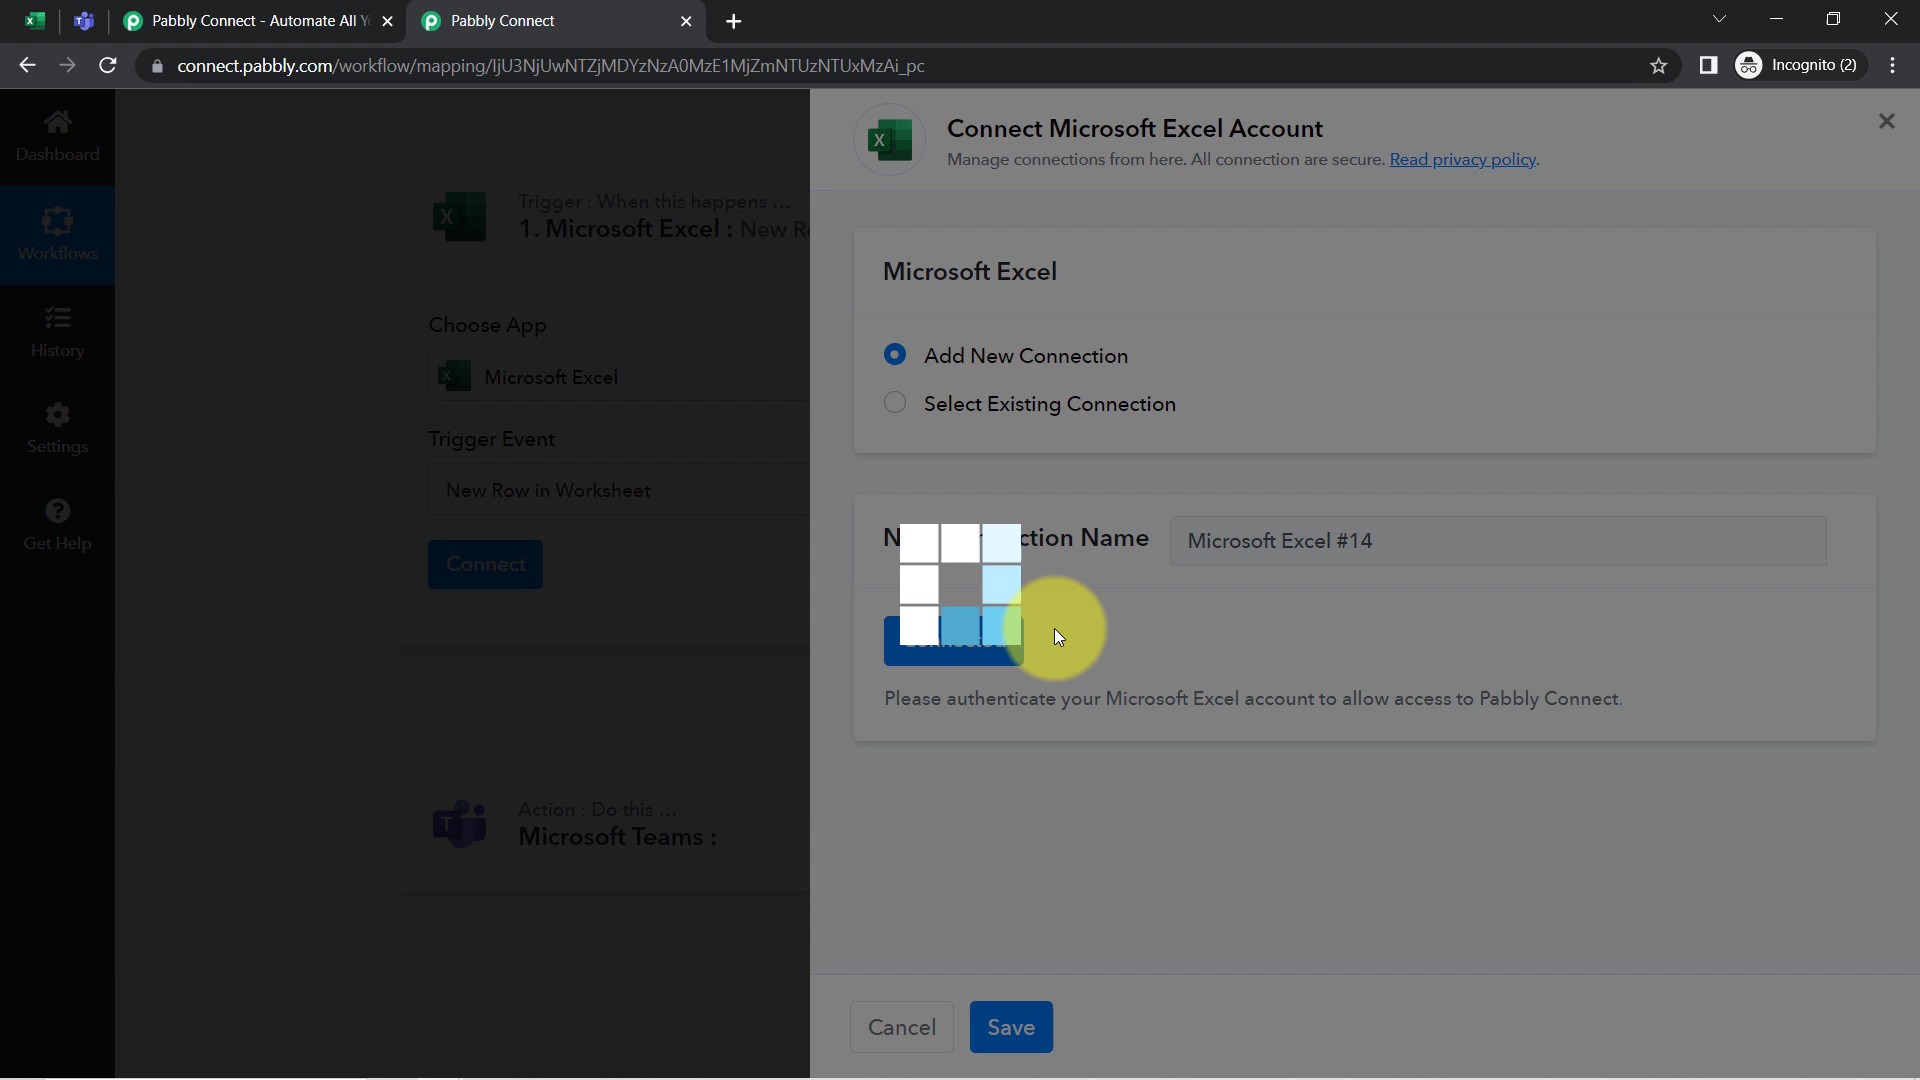 Pabbly Connect - Automate All
Pabbly Connect
connect.pabbly.com/workflow/mapping/IjU3NjUwNTZjMDYzNzA0MzE1MjZmNTUzNTUxMzAi_pc
Incognito (2)
Dashboard
Workflows
History
Settings
Get Help
Trigger : When this happens ...
1. Microsoft Excel : New
Choose App
Microsoft Excel
Trigger Event
New Row in Worksheet
Connect
Action : Do this ...
Microsoft Teams :
Connect Microsoft Excel Account
Manage connections from here. All connection are secure. Read privacy policy.
Microsoft Excel
Add New Connection
Select Existing Connection
Name
Microsoft Excel #14
Please authenticate your Microsoft Excel account to allow access to Pabbly Connect.
Cancel
Save